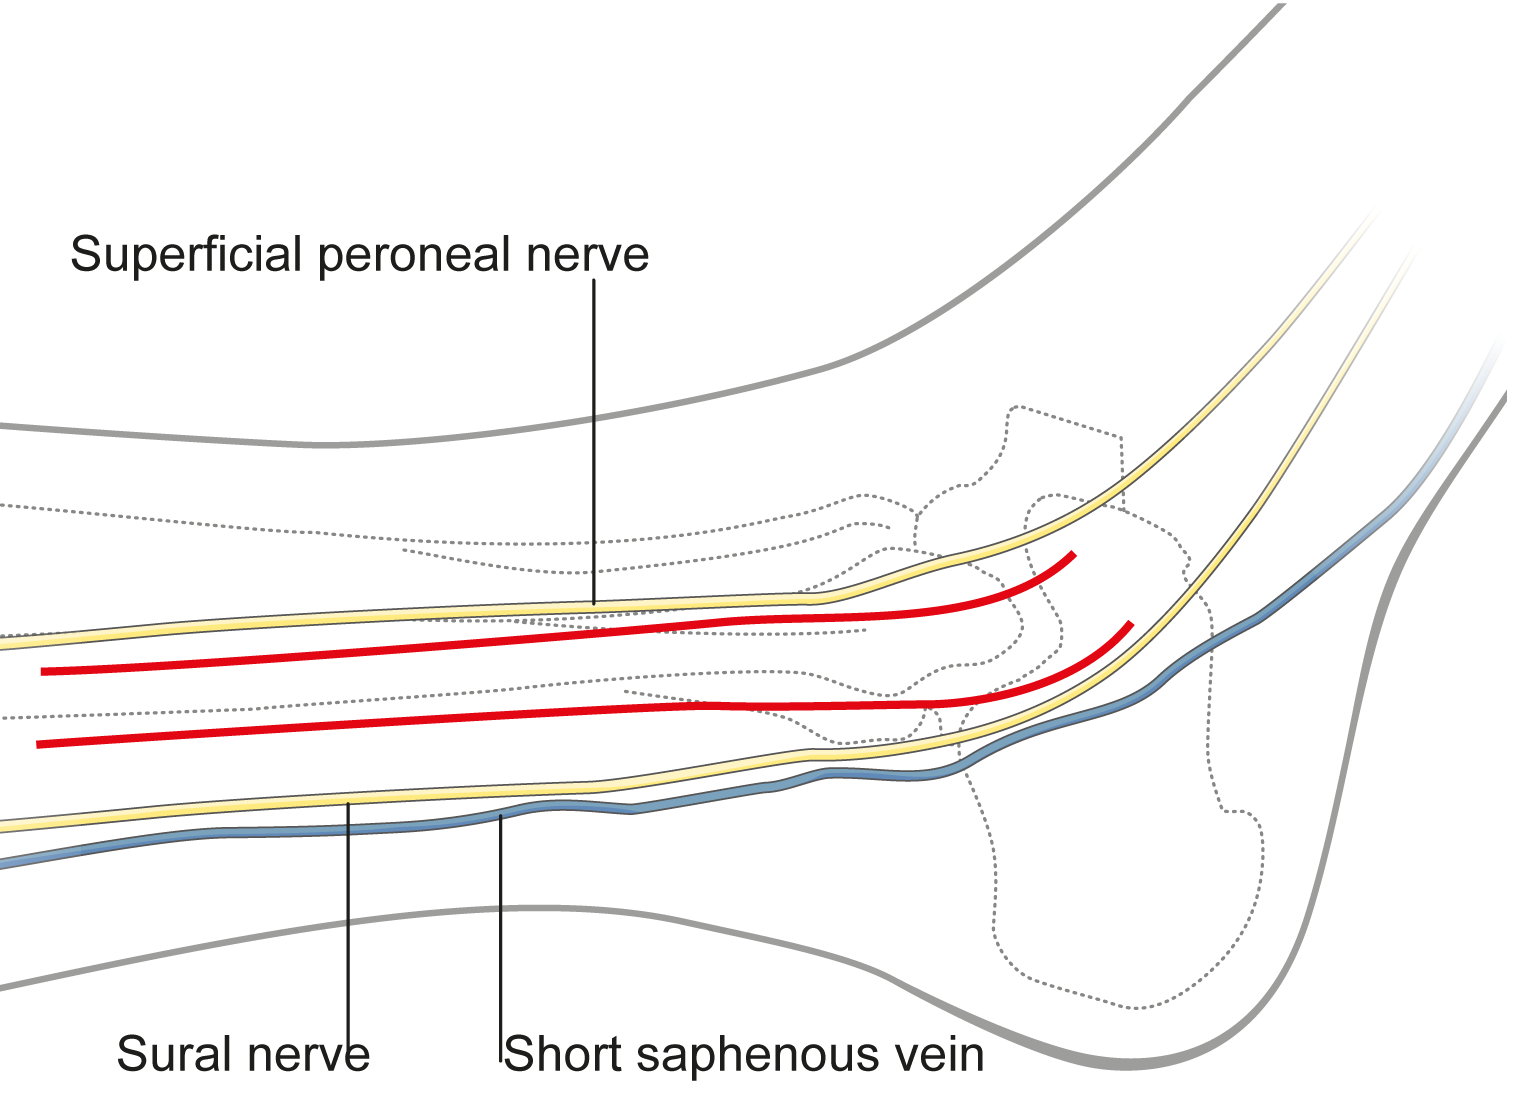 Superficial peroneal nerve
Sural nerve
Short saphenous vein